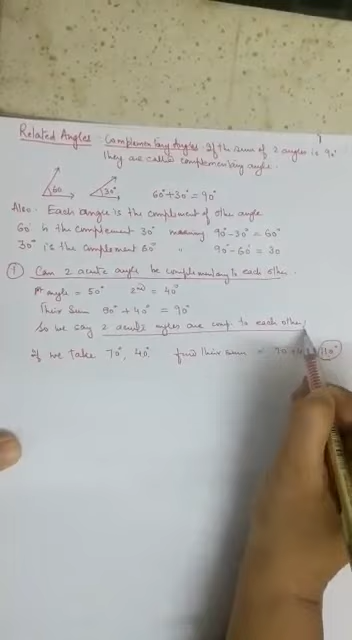 Related Angles : Complementary Angles. If the sum of 2 angles is 90°
They are called complementary angle.
60° 30° 60° + 30° = 90°
Also. Each angle is the complement of other angle
60° is the complement 30° meaning 90° - 30° = 60°
30° is the complement 60° " 90° - 60° = 30
① Can 2 acute angle be complementary to each other.
1st angle = 50° 2nd = 40°
Their sum 50° + 40° = 90°
So we say 2 acute angles are comp. to each other
if we take 70°, 40° find their sum = 110°